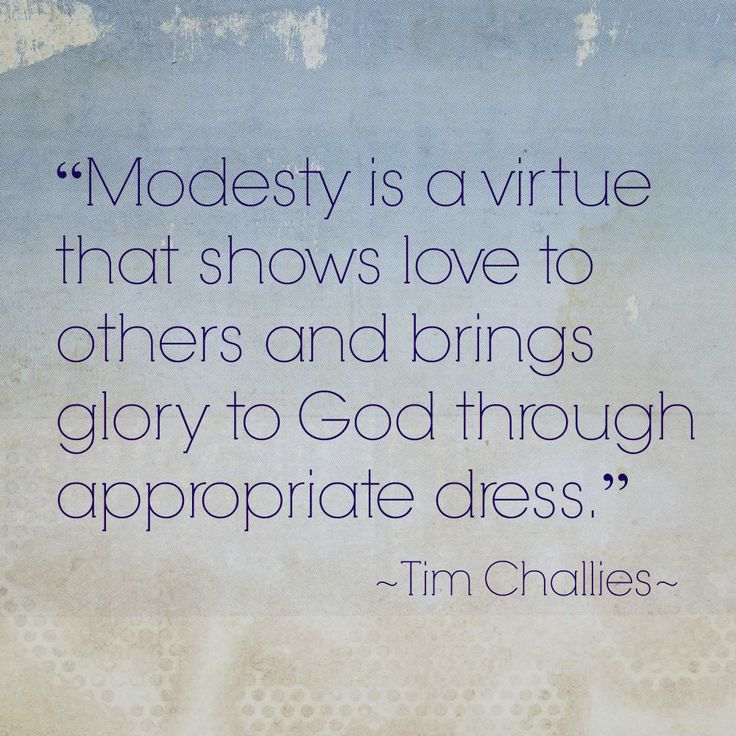 “Modesty is a virtue
that shows love to
others and brings
glory to God through
appropriate dress.”
~Tim Challies~